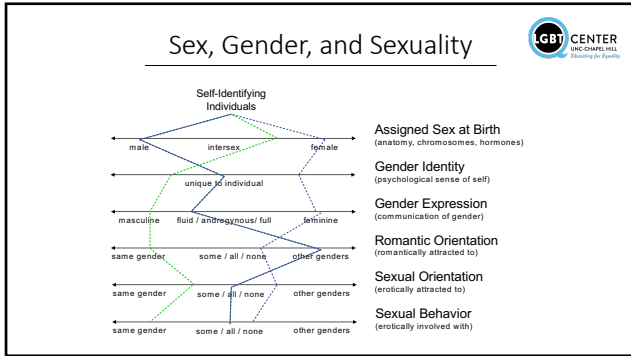 Sex, Gender, and Sexuality
LGBTQ CENTER
UNC-CHAPEL HILL
Educating for Equality
Self-Identifying
Individuals
Assigned Sex at Birth
(anatomy, chromosomes, hormones)
male intersex female
Gender Identity
(psychological sense of self)
unique to individual
Gender Expression
(communication of gender)
masculine fluid / androgynous/ full feminine
Romantic Orientation
(romantically attracted to)
same gender some / all / none other genders
Sexual Orientation
(erotically attracted to)
same gender some / all / none other genders
Sexual Behavior
(erotically involved with)
same gender some / all / none other genders